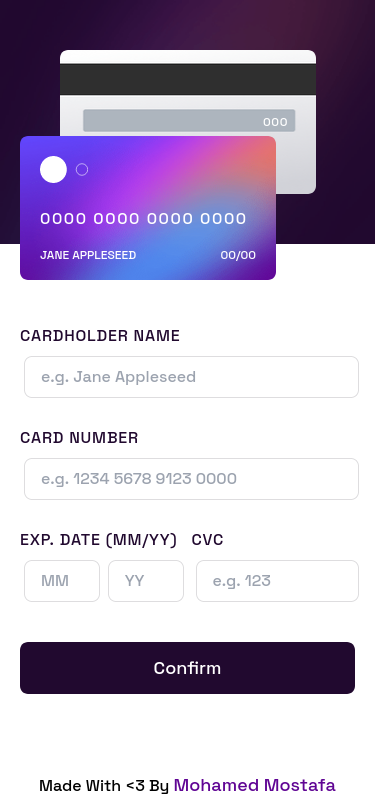 000
0000 0000 0000 0000
JANE APPLESEED 00/00
CARDHOLDER NAME
e.g. Jane Appleseed
CARD NUMBER
e.g. 1234 5678 9123 0000
EXP. DATE (MM/YY) CVC
MM YY e.g. 123
Confirm
Made With <3 By Mohamed Mostafa